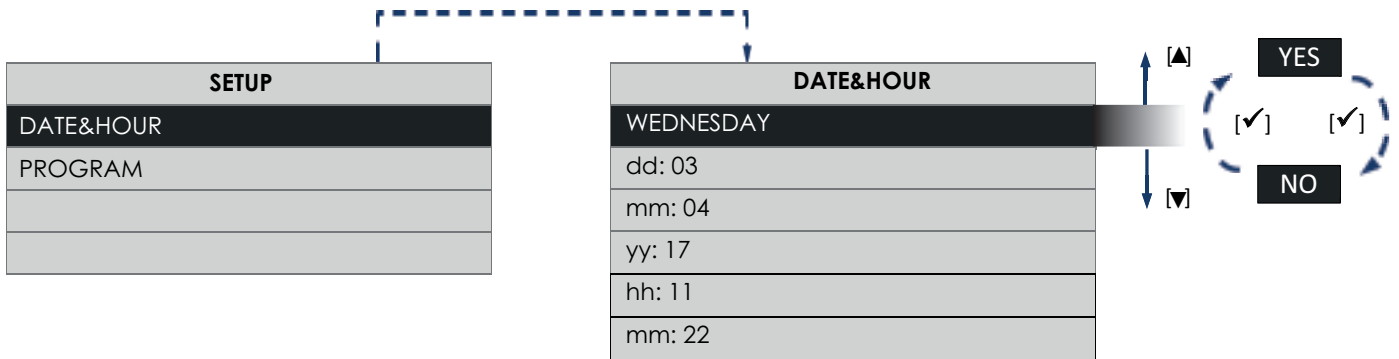 SETUP
DATE&HOUR
PROGRAM
DATE&HOUR
WEDNESDAY
dd: 03
mm: 04
yy: 17
hh: 11
mm: 22
[▲]
[▼]
YES
[✓] [✓]
NO